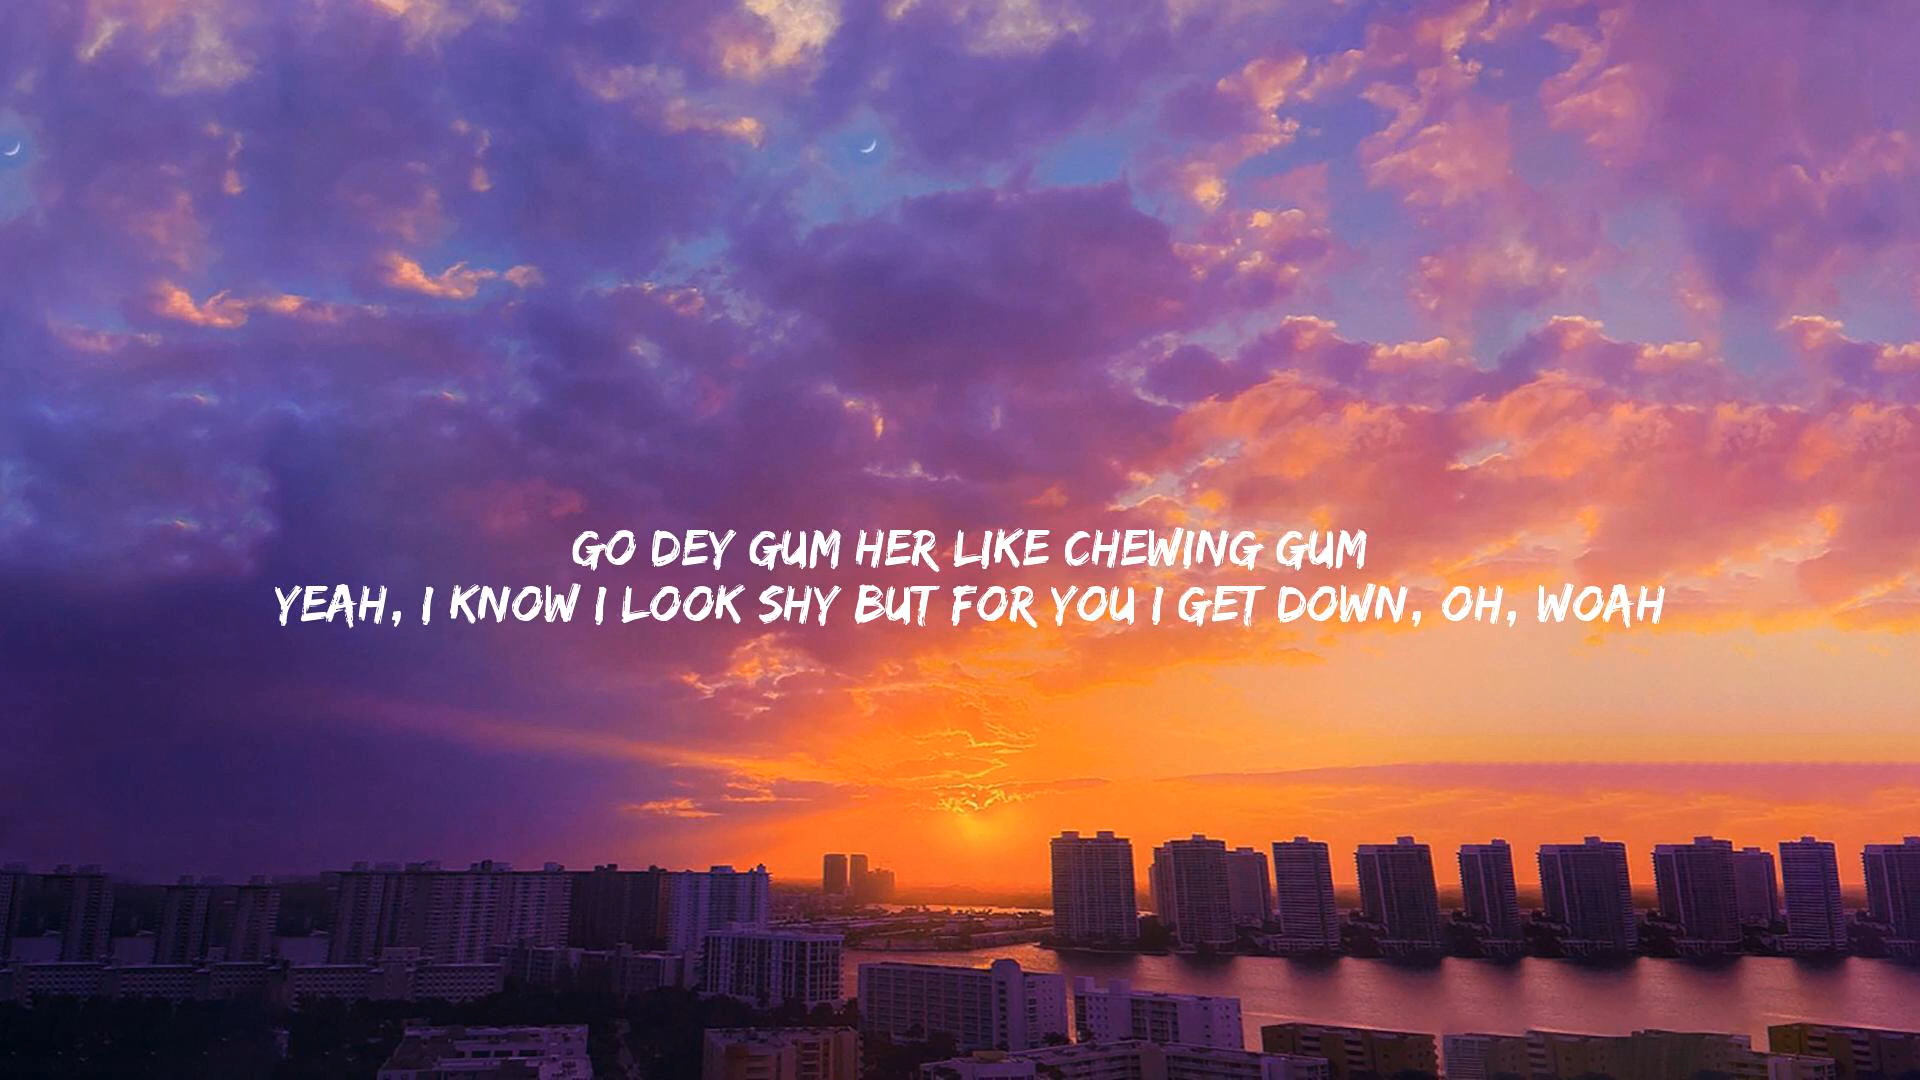 GO DEY GUM HER LIKE CHEWING GUM
YEAH, I KNOW I LOOK SHY BUT FOR YOU I GET DOWN, OH, WOAH